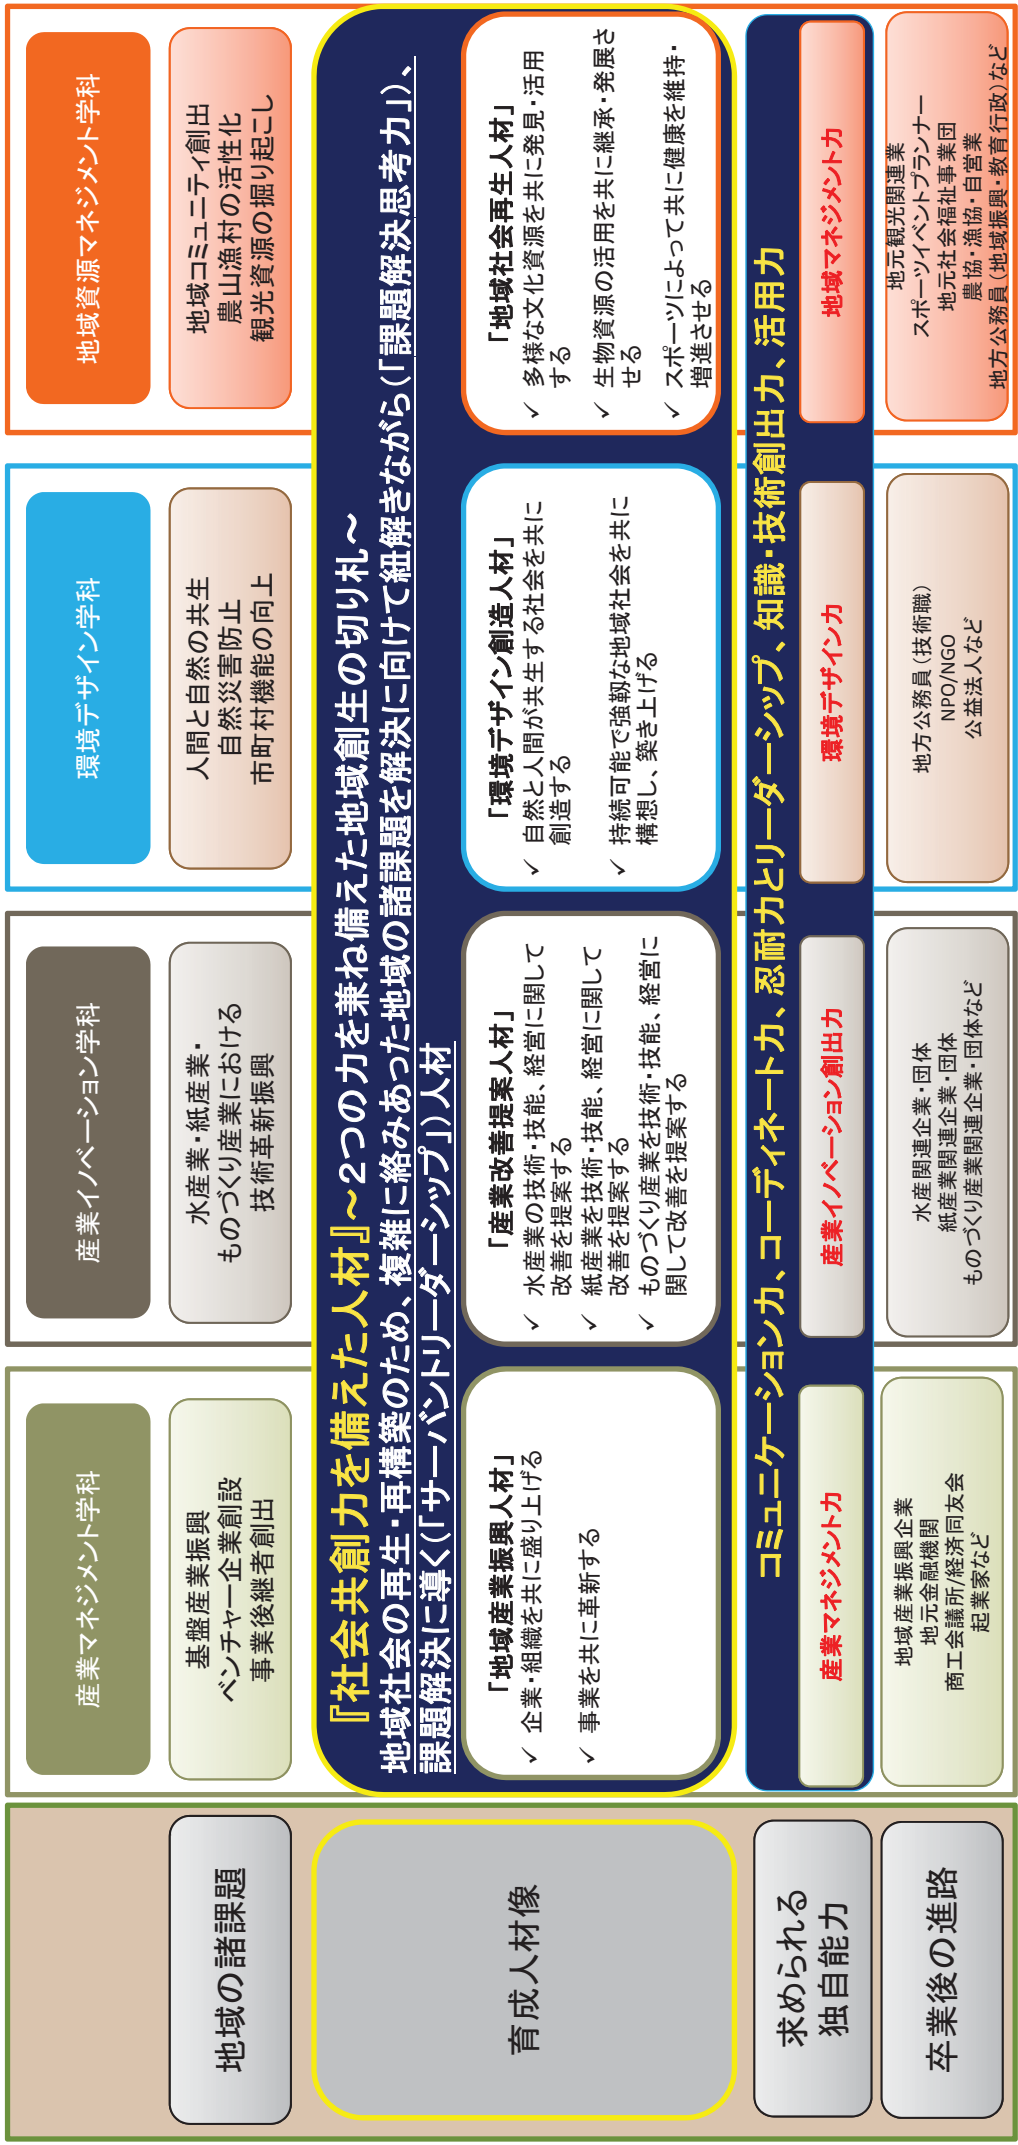 産業マネジメント学科
産業イノベーション学科
環境デザイン学科
地域資源マネジメント学科
地域の諸課題
基盤産業振興
ベンチャー企業創設
事業後継者創出
水産業・紙産業・
ものづくり産業における
技術革新振興
人間と自然の共生
自然災害防止
市町村機能の向上
地域コミュニティ創出
農山漁村の活性化
観光資源の掘り起こし
育成人材像
『社会共創力を備えた人材』～2つの力を兼ね備えた地域創生の切り札～
地域社会の再生・再構築のため、複雑に絡みあった地域の諸課題を解決に向けて紐解きながら(「課題解決思考力」)、
課題解決に導く(「サーバントリーダーシップ」)人材
「地域産業振興人材」
✓ 企業・組織を共に盛り上げる
✓ 事業を共に革新する
「産業改善提案人材」
✓ 水産業の技術・技能、経営に関して
改善を提案する
✓ 紙産業を技術・技能、経営に関して
改善を提案する
✓ ものづくり産業を技術・技能、経営に
関して改善を提案する
「環境デザイン創造人材」
✓ 自然と人間が共生する社会を共に
創造する
✓ 持続可能で強靱な地域社会を共に
構想し、築き上げる
「地域社会再生人材」
✓ 多様な文化資源を共に発見・活用
する
✓ 生物資源の活用を共に継承・発展さ
せる
✓ スポーツによって共に健康を維持・
増進させる
求められる
独自能力
コミュニケーション力、コーディネート力、忍耐力とリーダーシップ、知識・技術創出力、活用力
産業マネジメント力
産業イノベーション創出力
環境デザイン力
地域マネジメント力
卒業後の進路
地域産業振興企業
地元金融機関
商工会議所/経済同友会
起業家など
水産関連企業・団体
紙産業関連企業・団体
ものづくり産業関連企業・団体など
地方公務員(技術職)
NPO/NGO
公益法人など
地元観光関連業
スポーツイベントプランナー
地元社会福祉事業団
農協・漁協・自営業
地方公務員(地域振興・教育行政)など